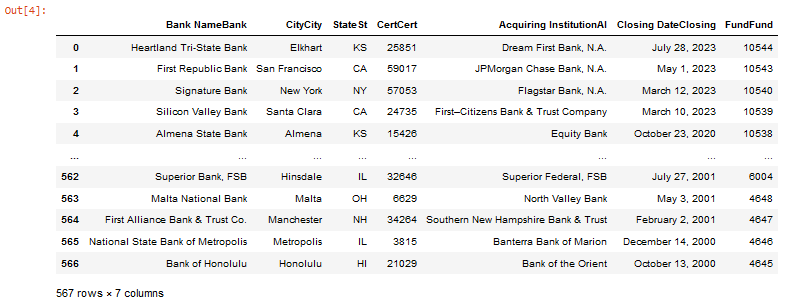 Out[4]:
Bank NameBank CityCity StateSt CertCert Acquiring InstitutionAI Closing DateClosing FundFund
0 Heartland Tri-State Bank Elkhart KS 25851 Dream First Bank, N.A. July 28, 2023 10544
1 First Republic Bank San Francisco CA 59017 JPMorgan Chase Bank, N.A. May 1, 2023 10543
2 Signature Bank New York NY 57053 Flagstar Bank, N.A. March 12, 2023 10540
3 Silicon Valley Bank Santa Clara CA 24735 First–Citizens Bank & Trust Company March 10, 2023 10539
4 Almena State Bank Almena KS 15426 Equity Bank October 23, 2020 10538
... ... ... ... ... ... ... ...
562 Superior Bank, FSB Hinsdale IL 32646 Superior Federal, FSB July 27, 2001 6004
563 Malta National Bank Malta OH 6629 North Valley Bank May 3, 2001 4648
564 First Alliance Bank & Trust Co. Manchester NH 34264 Southern New Hampshire Bank & Trust February 2, 2001 4647
565 National State Bank of Metropolis Metropolis IL 3815 Banterra Bank of Marion December 14, 2000 4646
566 Bank of Honolulu Honolulu HI 21029 Bank of the Orient October 13, 2000 4645
567 rows × 7 columns